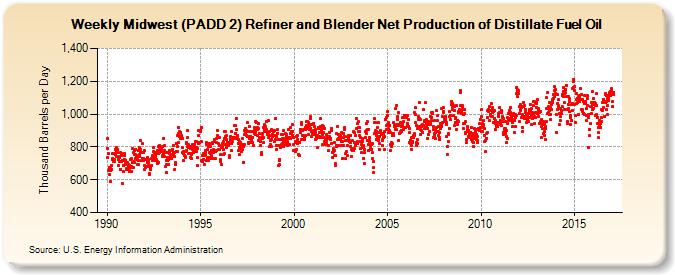 Weekly Midwest (PADD 2) Refiner and Blender Net Production of Distillate Fuel Oil
Thousand Barrels per Day
1,400
1,200
1,000
800
600
400
1990 1995 2000 2005 2010 2015
Source: U.S. Energy Information Administration